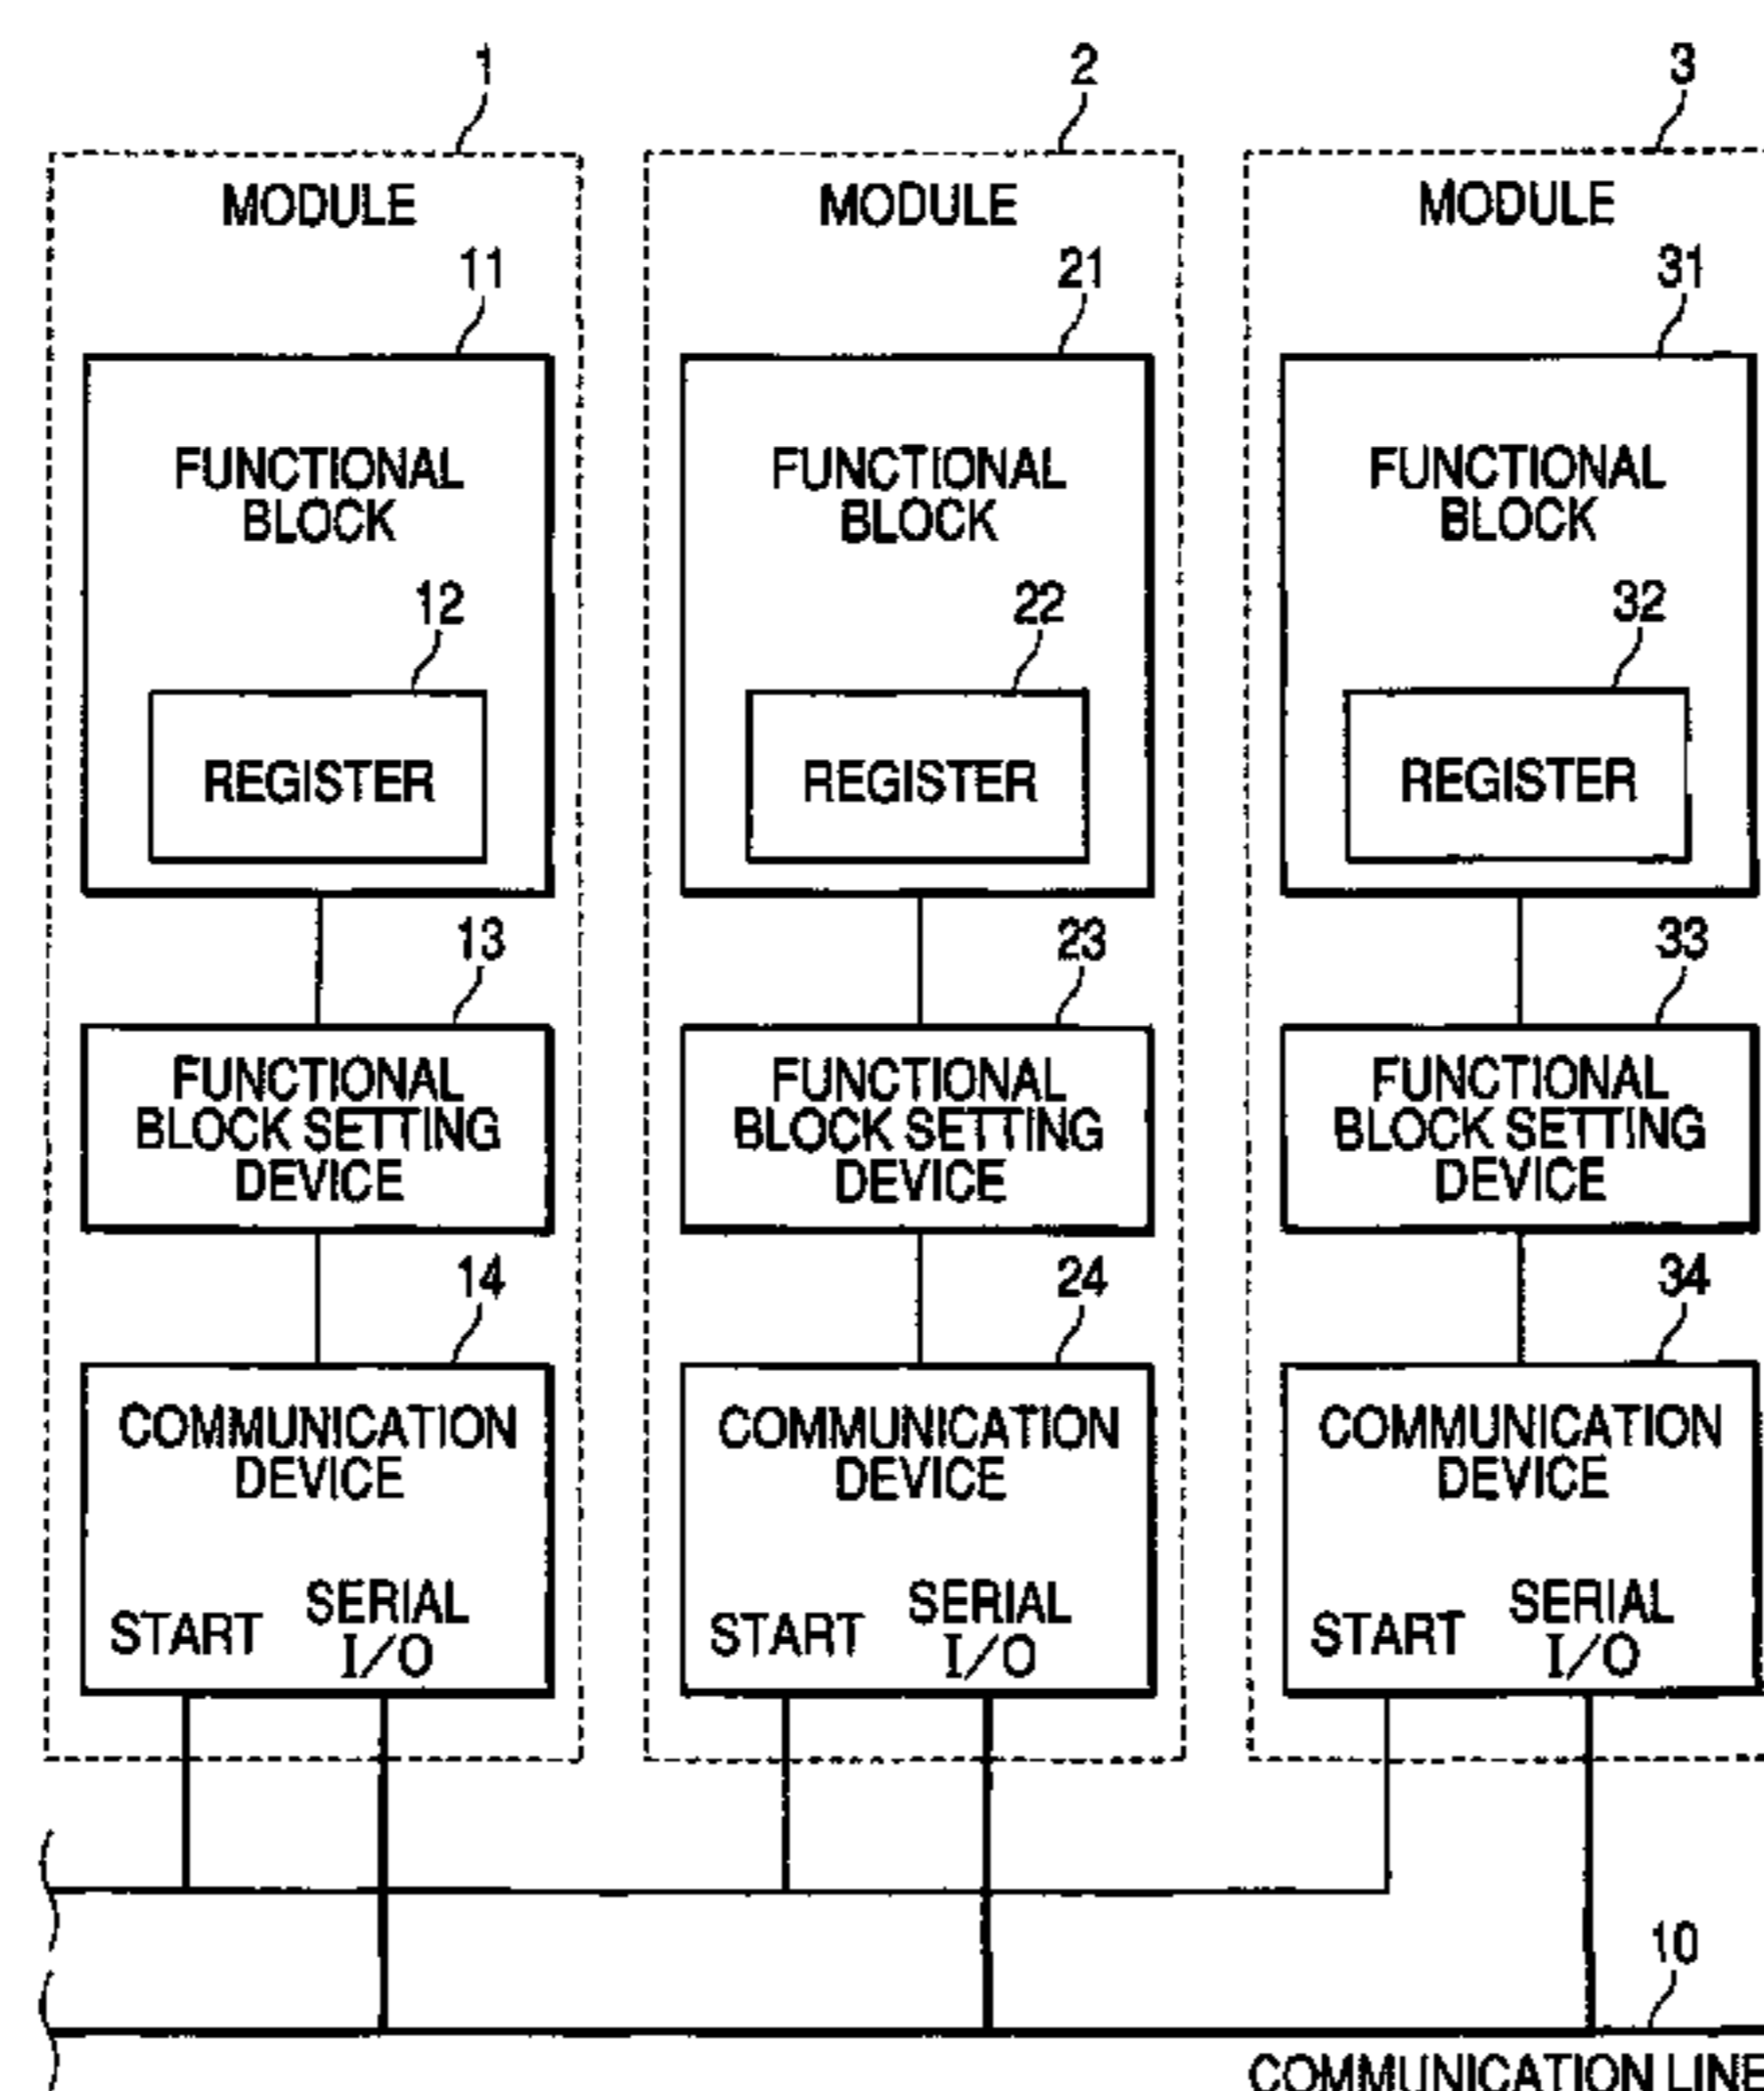 1
2
3
MODULE
MODULE
MODULE
11
21
31
FUNCTIONAL
BLOCK
FUNCTIONAL
BLOCK
FUNCTIONAL
BLOCK
12
22
32
REGISTER
REGISTER
REGISTER
13
23
33
FUNCTIONAL
BLOCK SETTING
DEVICE
FUNCTIONAL
BLOCK SETTING
DEVICE
FUNCTIONAL
BLOCK SETTING
DEVICE
14
24
34
COMMUNICATION
DEVICE
COMMUNICATION
DEVICE
COMMUNICATION
DEVICE
START
SERIAL
I/O
START
SERIAL
I/O
START
SERIAL
I/O
10
COMMUNICATION LINE